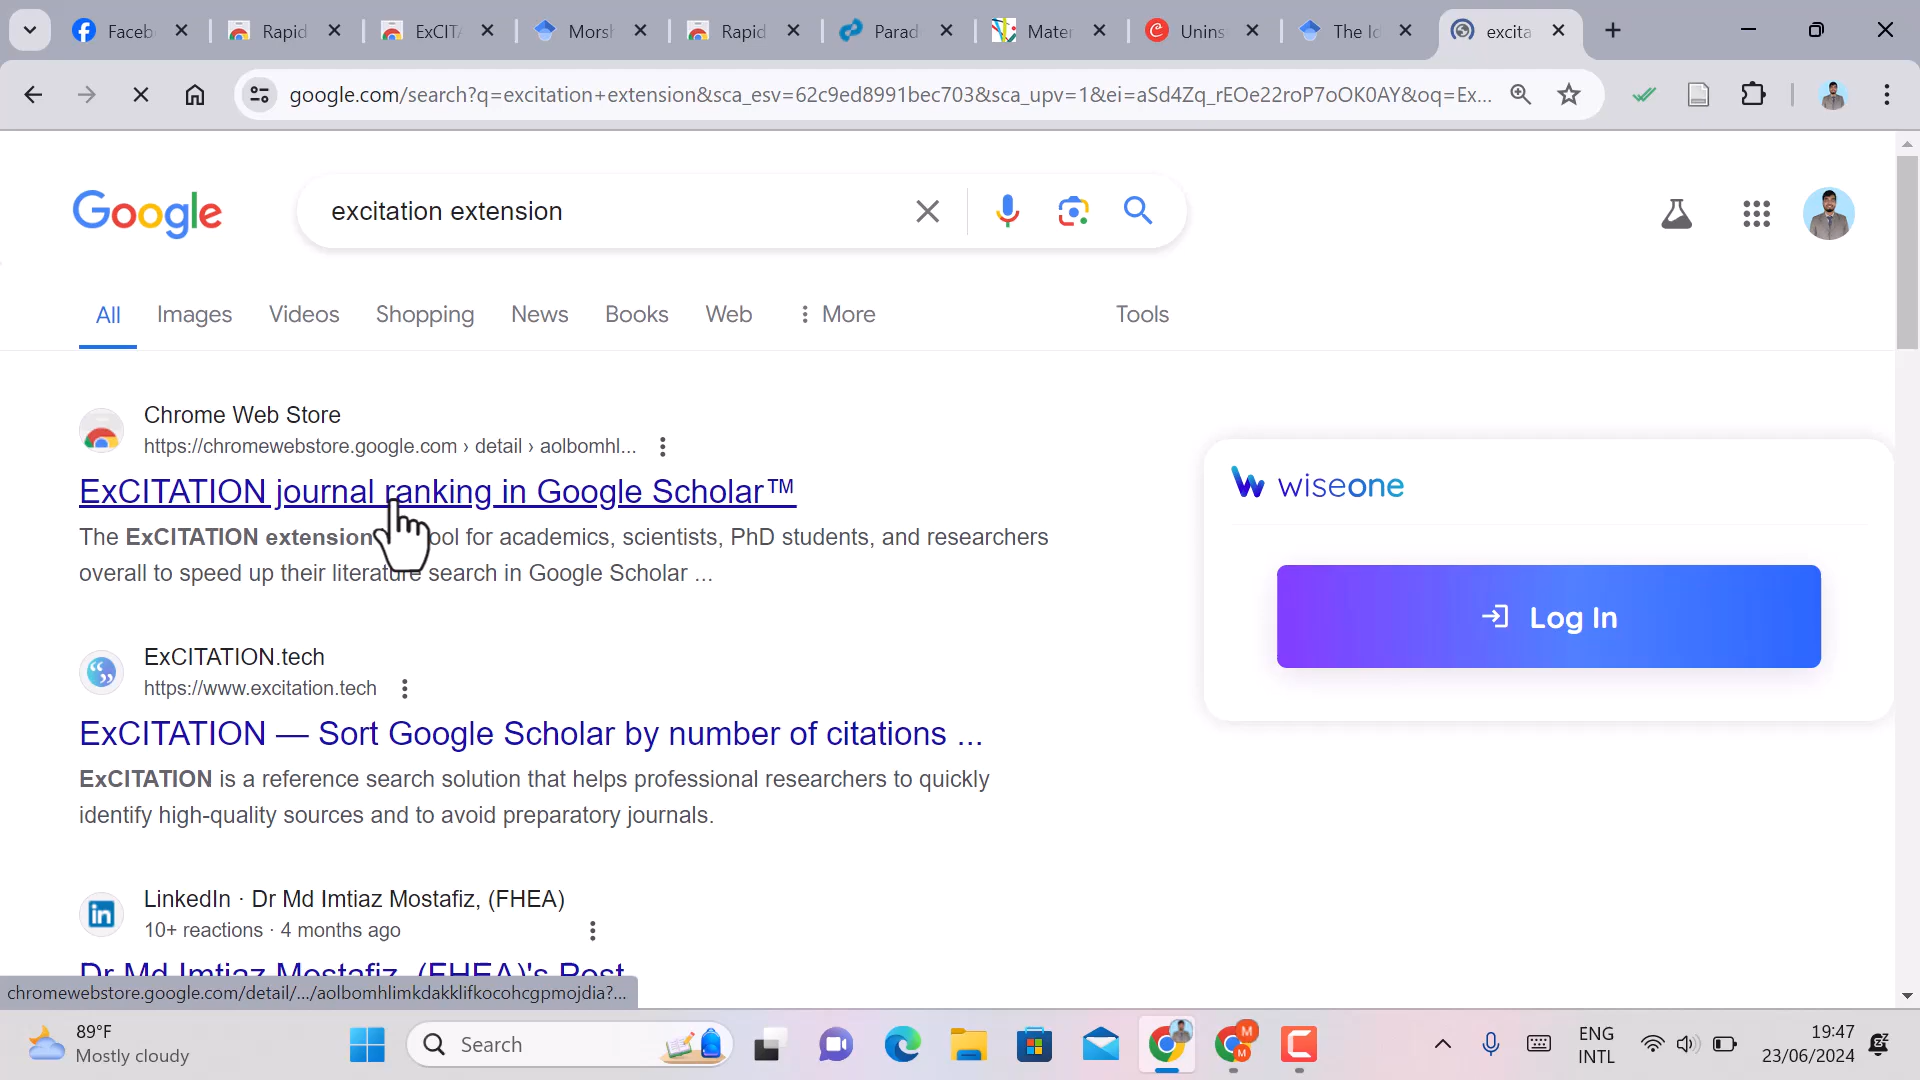 Faceb
Rapid
ExCITA
Morsh
Rapid
Parad
Mater
Unins
The Id
excita
google.com/search?q=excitation+extension&sca_esv=62c9ed8991bec703&sca_upv=1&ei=aSd4Zq_rEOe22roP7oOK0AY&oq=Ex...
Google
excitation extension
All
Images
Videos
Shopping
News
Books
Web
More
Tools
Chrome Web Store
https://chromewebstore.google.com › detail › aolbomhl...
ExCITATION journal ranking in Google Scholar™
The ExCITATION extension ool for academics, scientists, PhD students, and researchers
overall to speed up their literature search in Google Scholar ...
wiseone
Log In
ExCITATION.tech
https://www.excitation.tech
ExCITATION — Sort Google Scholar by number of citations ...
ExCITATION is a reference search solution that helps professional researchers to quickly
identify high-quality sources and to avoid preparatory journals.
LinkedIn · Dr Md Imtiaz Mostafiz, (FHEA)
10+ reactions · 4 months ago
Dr Md Imtiaz Mostafiz, (FHEA)'s Post
chromewebstore.google.com/detail/.../aolbomhlimkdakklifkocohcgpmojdia?...
89°F
Mostly cloudy
Search
M
M
ENG
INTL
19:47
23/06/2024